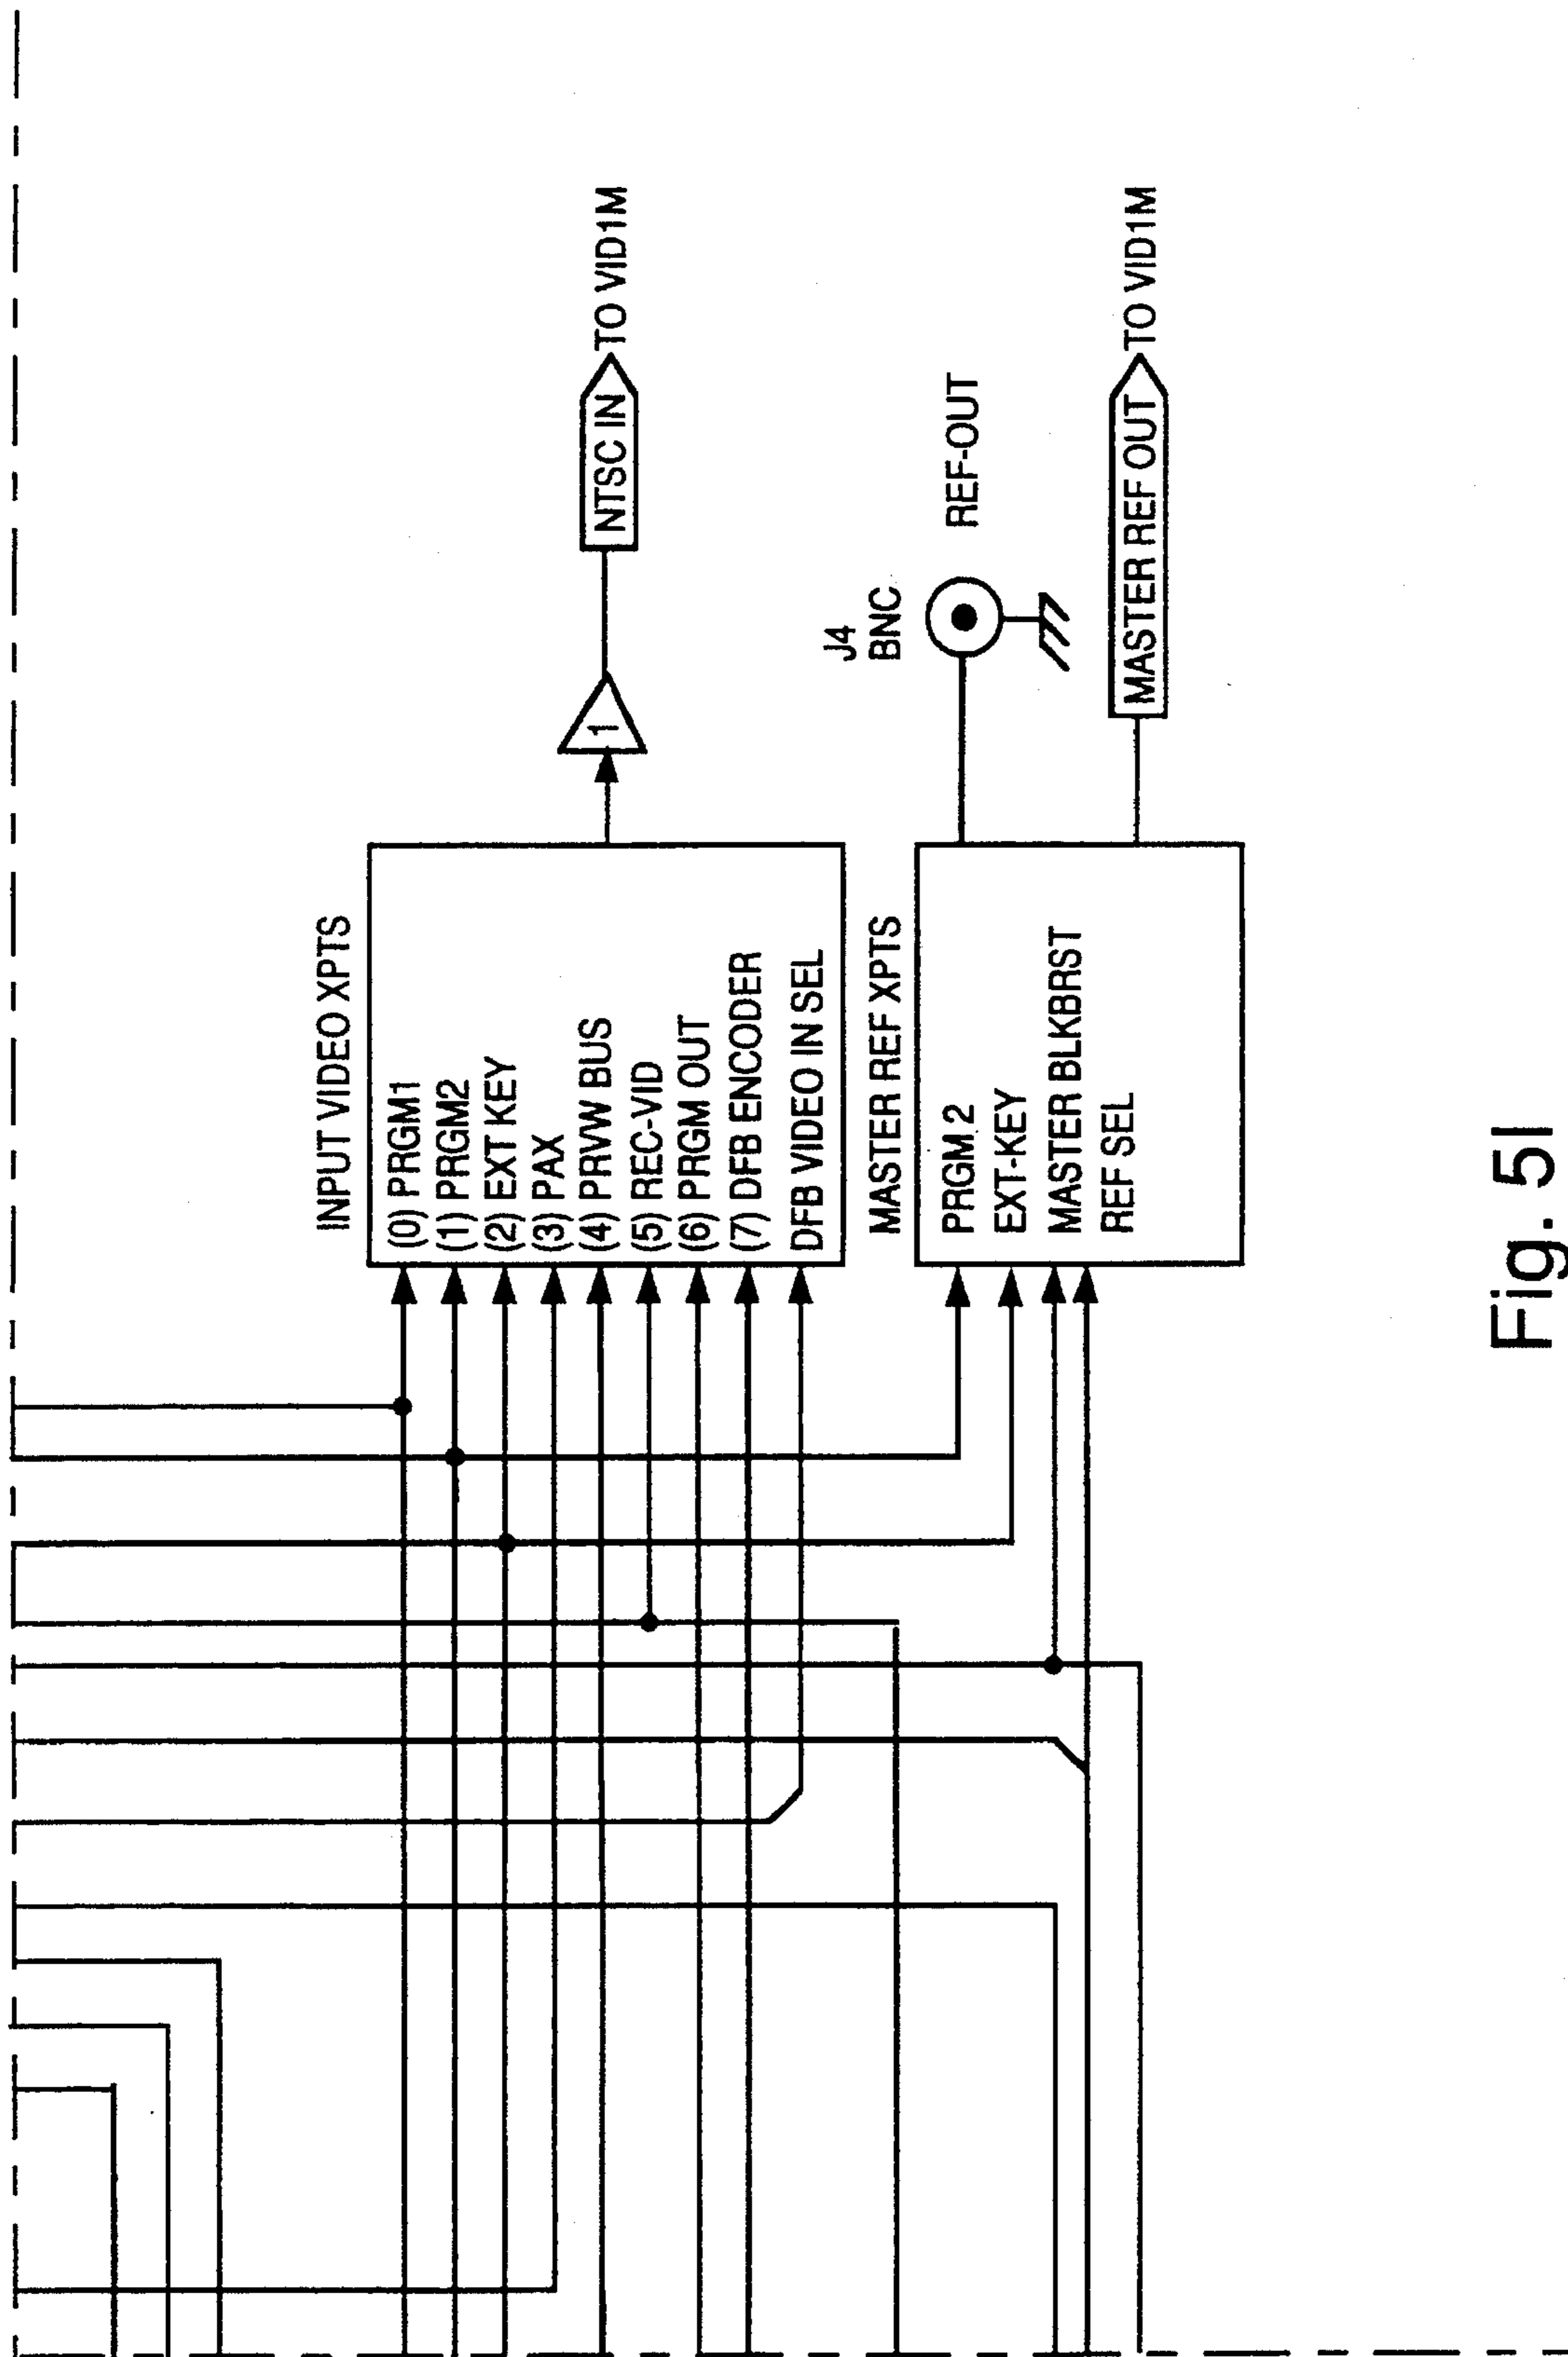 INPUT VIDEO XPTS
(0) PRGM1
(1) PRGM2
(2) EXT KEY
(3) PAX
(4) PRVW BUS
(5) REC-VID
(6) PRGM OUT
(7) DFB ENCODER
DFB VIDEO IN SEL
1
NTSC IN
TO VID1M
MASTER REF XPTS
PRGM 2
EXT-KEY
MASTER BLKBRST
REF SEL
J4
BNC
REF-OUT
MASTER REF OUT
TO VID1M
Fig. 5I